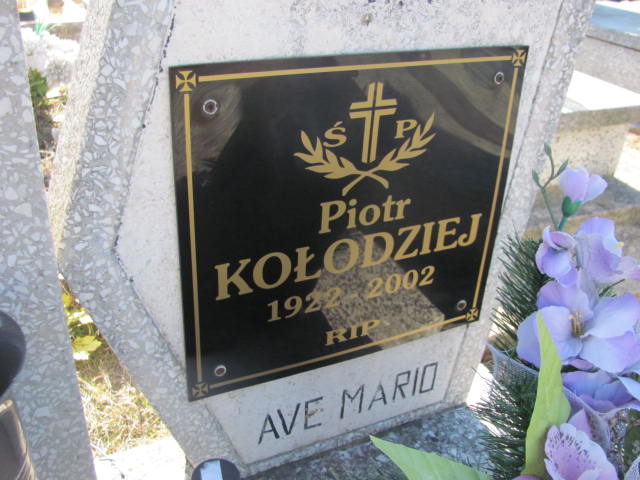 Ś P
Piotr
KOŁODZIEJ
1922 - 2002
RIP
AVE MARIO